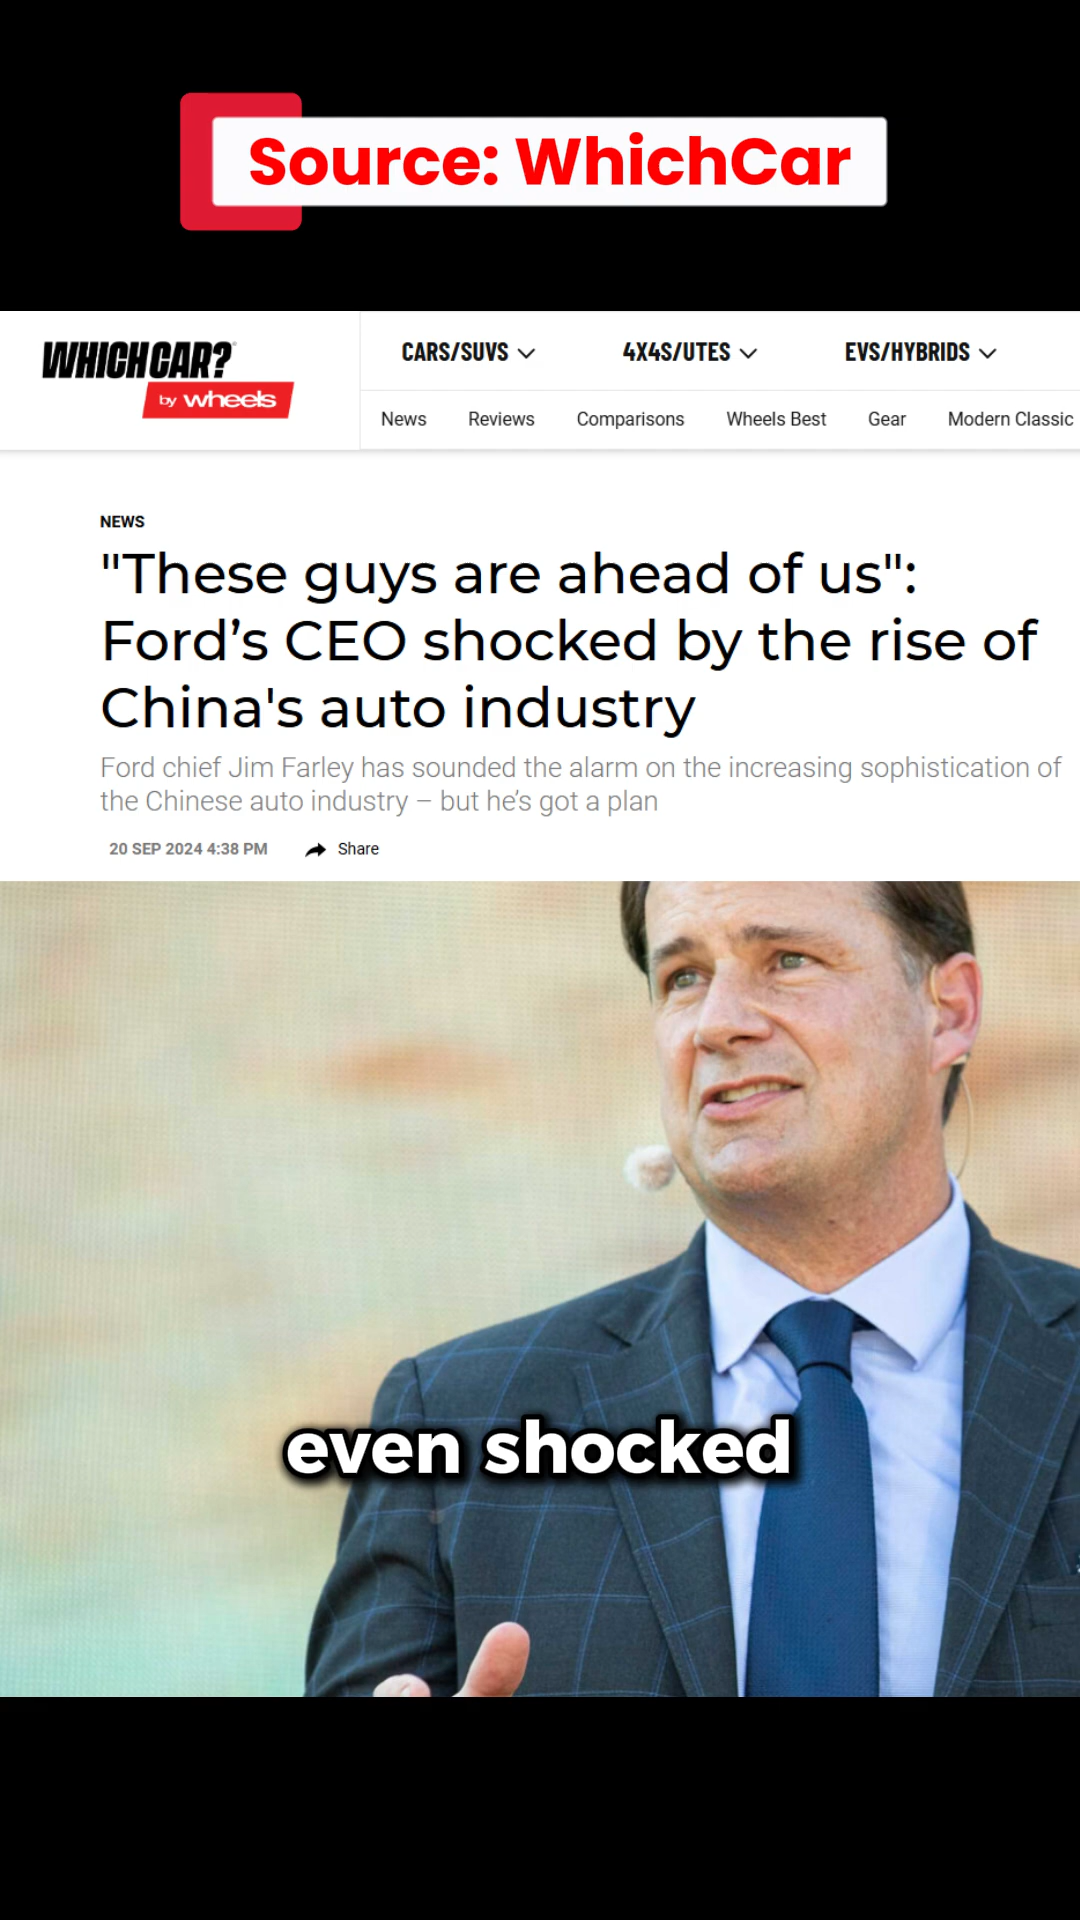 Source: WhichCar
WHICH CAR?
by wheels
CARS/SUVS
4X4S/UTES
EVS/HYBRIDS
News
Reviews
Comparisons
Wheels Best
Gear
Modern Classic
NEWS
"These guys are ahead of us":
Ford’s CEO shocked by the rise of
China's auto industry
Ford chief Jim Farley has sounded the alarm on the increasing sophistication of
the Chinese auto industry – but he’s got a plan
20 SEP 2024 4:38 PM
Share
even shocked